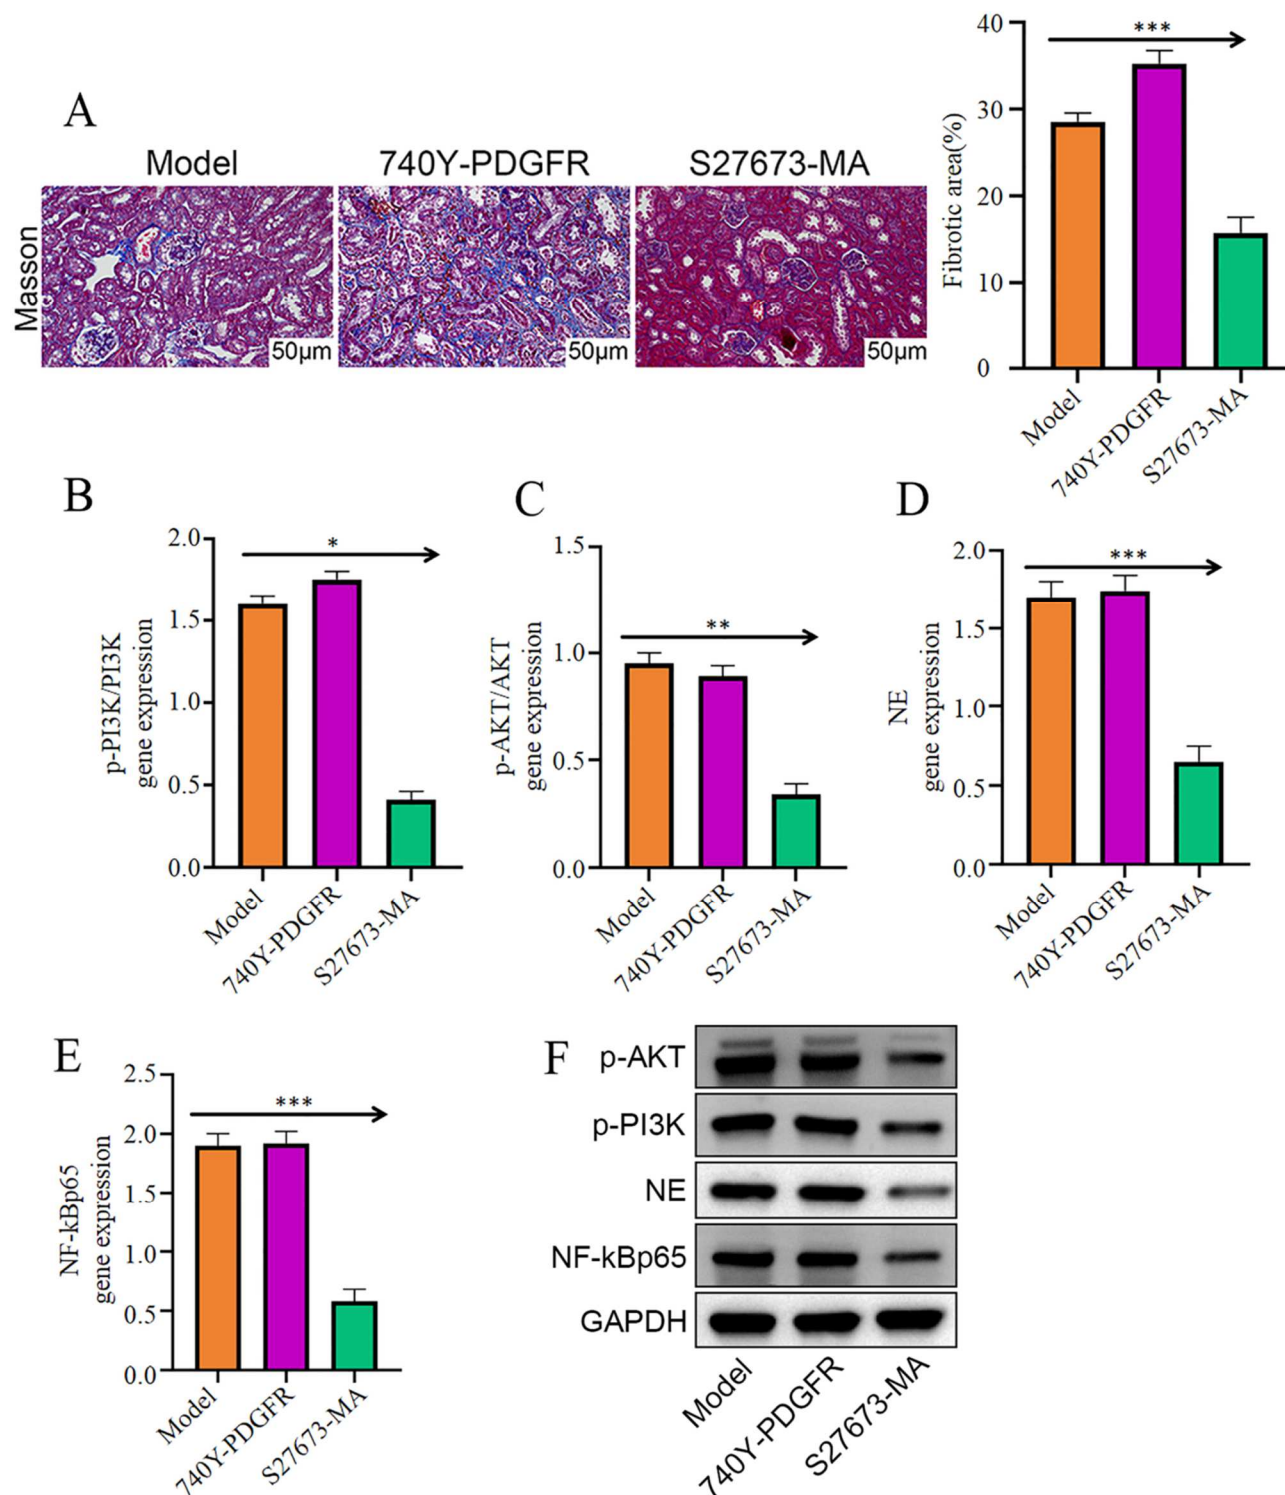 A
Model
740Y-PDGFR
S27673-MA
Masson
50μm
50μm
50μm
Fibrotic area(%)
40
30
20
10
0
***
Model
740Y-PDGFR
S27673-MA
B
p-PI3K/PI3K
gene expression
2.0
1.5
1.0
0.5
0.0
*
Model
740Y-PDGFR
S27673-MA
C
p-AKT/AKT
gene expression
1.5
1.0
0.5
0.0
**
Model
740Y-PDGFR
S27673-MA
D
NE
gene expression
2.0
1.5
1.0
0.5
0.0
***
Model
740Y-PDGFR
S27673-MA
E
NF-kBp65
gene expression
2.5
2.0
1.5
1.0
0.5
0.0
***
Model
740Y-PDGFR
S27673-MA
F
p-AKT
p-PI3K
NE
NF-kBp65
GAPDH
Model
740Y-PDGFR
S27673-MA